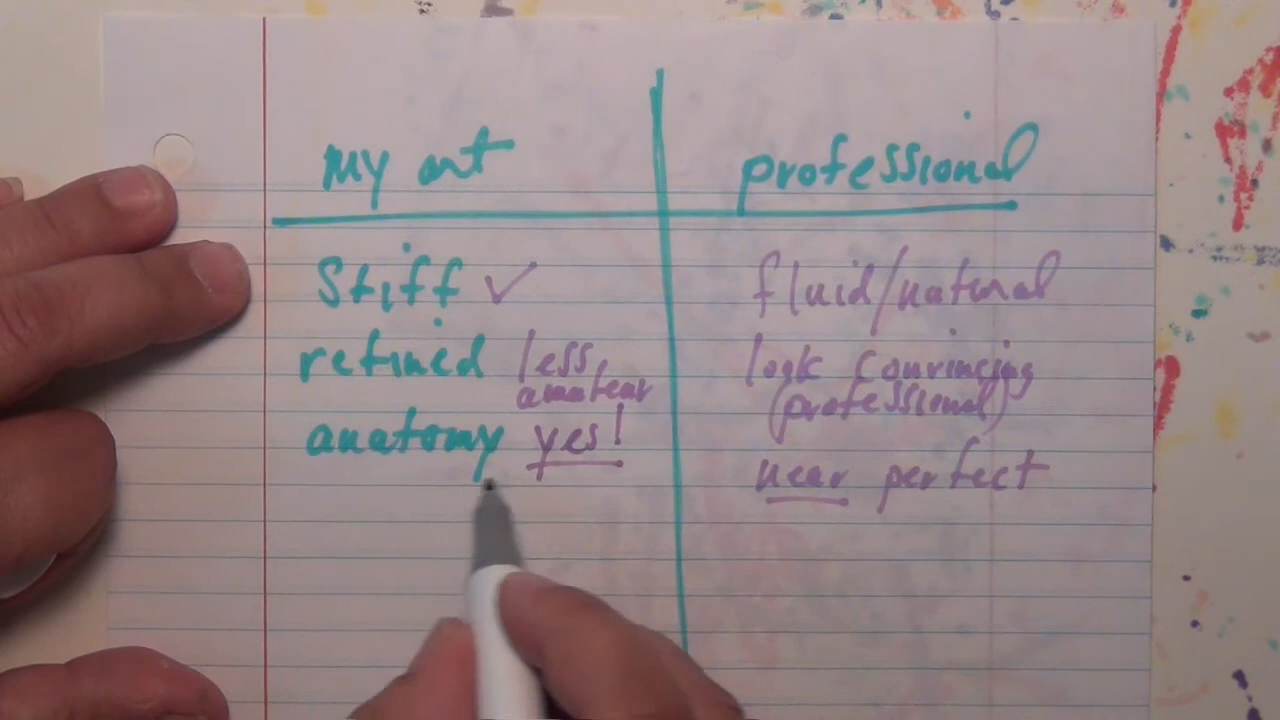 my art
professional
Stiff ✓
fluid/natural
refined less amateur
look convincing
(professional)
anatomy yes!
near perfect